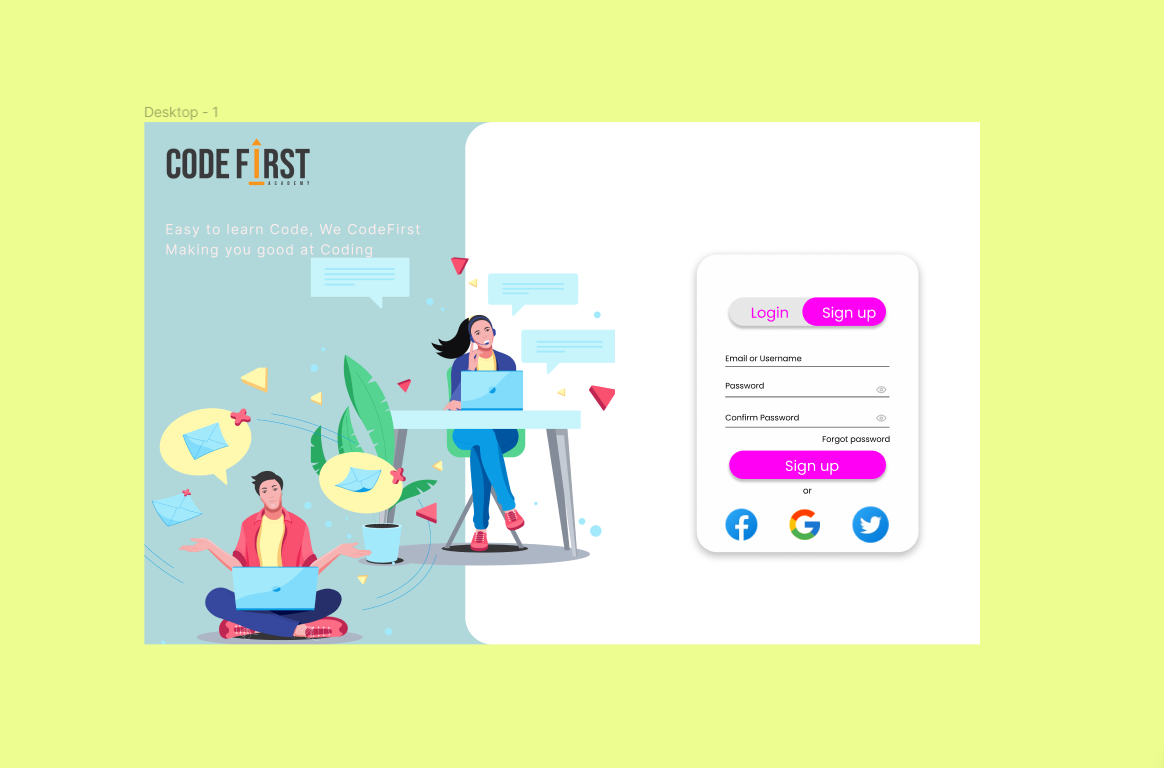 Desktop - 1
CODE FIRST
ACADEMY
Easy to learn Code, We CodeFirst
Making you good at Coding
Login
Sign up
Email or Username
Password
Confirm Password
Forgot password
Sign up
or